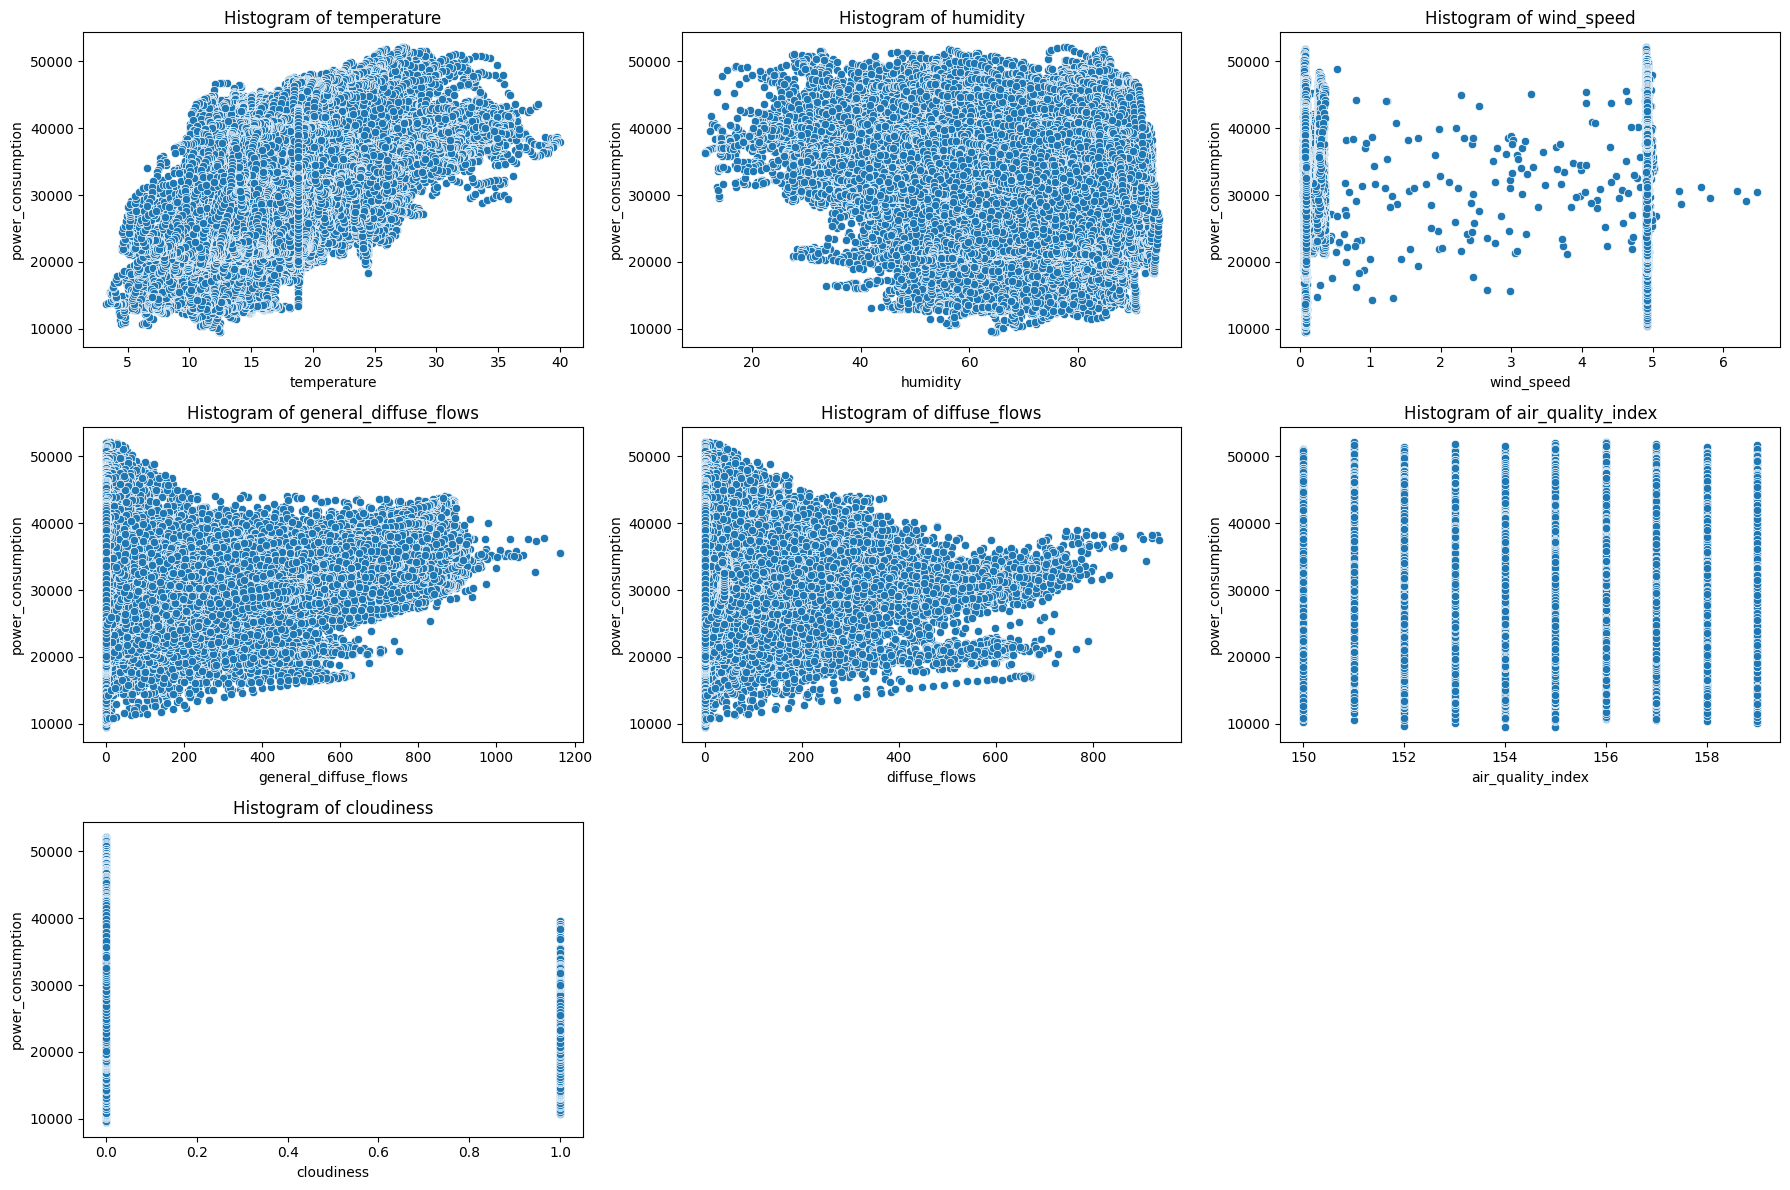 Histogram of temperature
50000
40000
30000
20000
10000
power_consumption
5 10 15 20 25 30 35 40
temperature
Histogram of humidity
50000
40000
30000
20000
10000
power_consumption
20 40 60 80
humidity
Histogram of wind_speed
50000
40000
30000
20000
10000
power_consumption
0 1 2 3 4 5 6
wind_speed
Histogram of general_diffuse_flows
50000
40000
30000
20000
10000
power_consumption
0 200 400 600 800 1000 1200
general_diffuse_flows
Histogram of diffuse_flows
50000
40000
30000
20000
10000
power_consumption
0 200 400 600 800
diffuse_flows
Histogram of air_quality_index
50000
40000
30000
20000
10000
power_consumption
150 152 154 156 158
air_quality_index
Histogram of cloudiness
50000
40000
30000
20000
10000
power_consumption
0.0 0.2 0.4 0.6 0.8 1.0
cloudiness